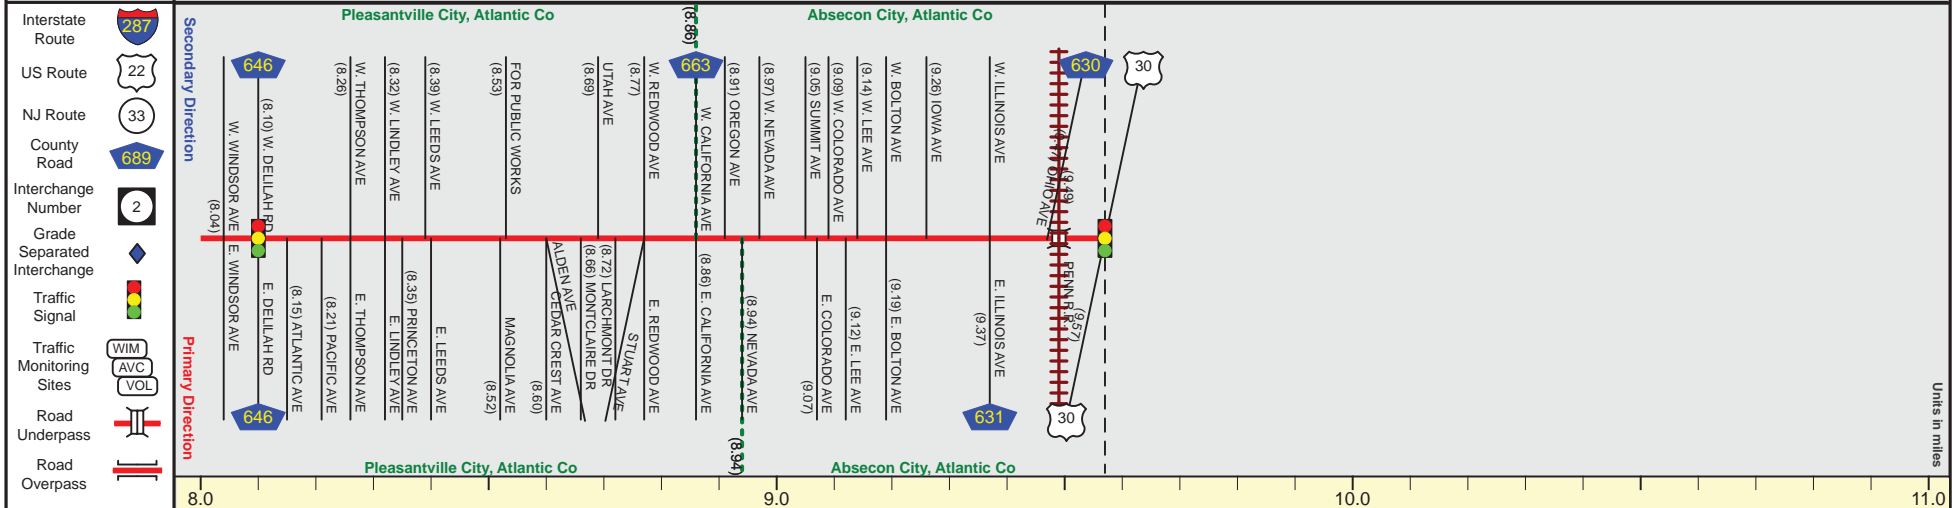 Interstate
Route
287
US Route
22
NJ Route
33
County
Road
689
Interchange
Number
2
Grade
Separated
Interchange
Traffic
Signal
Traffic
Monitoring
Sites
WIM
AVC
VOL
Road
Underpass
Road
Overpass
Secondary Direction
Primary Direction
Pleasantville City, Atlantic Co
(8.86)
Absecon City, Atlantic Co
646
663
630
30
(8.04)
W. WINDSOR AVE
(8.10) W. DELILAH RD
(8.26)
W. THOMPSON AVE
(8.32) W. LINDLEY AVE
(8.39) W. LEEDS AVE
(8.53)
FOR PUBLIC WORKS
(8.69)
UTAH AVE
(8.77)
W. REDWOOD AVE
W. CALIFORNIA AVE
(8.91) OREGON AVE
(8.97) W. NEVADA AVE
(9.05) SUMMIT AVE
(9.09) W. COLORADO AVE
(9.14) W. LEE AVE
W. BOLTON AVE
(9.26) IOWA AVE
W. ILLINOIS AVE
OHIO AVE
(9.49)
E. WINDSOR AVE
E. DELILAH RD
(8.15) ATLANTIC AVE
(8.21) PACIFIC AVE
E. THOMPSON AVE
E. LINDLEY AVE
(8.35) PRINCETON AVE
E. LEEDS AVE
(8.52)
MAGNOLIA AVE
(8.60)
CEDAR CREST AVE
ALDEN AVE
(8.66) MONTCLAIRE DR
(8.72) LARCHMONT DR
STUART AVE
E. REDWOOD AVE
(8.86) E. CALIFORNIA AVE
(8.94) NEVADA AVE
(9.07)
E. COLORADO AVE
(9.12) E. LEE AVE
(9.19) E. BOLTON AVE
(9.37)
E. ILLINOIS AVE
PENN R.R.
(9.57)
646
631
30
Pleasantville City, Atlantic Co
(8.94)
Absecon City, Atlantic Co
Units in miles
8.0
9.0
10.0
11.0